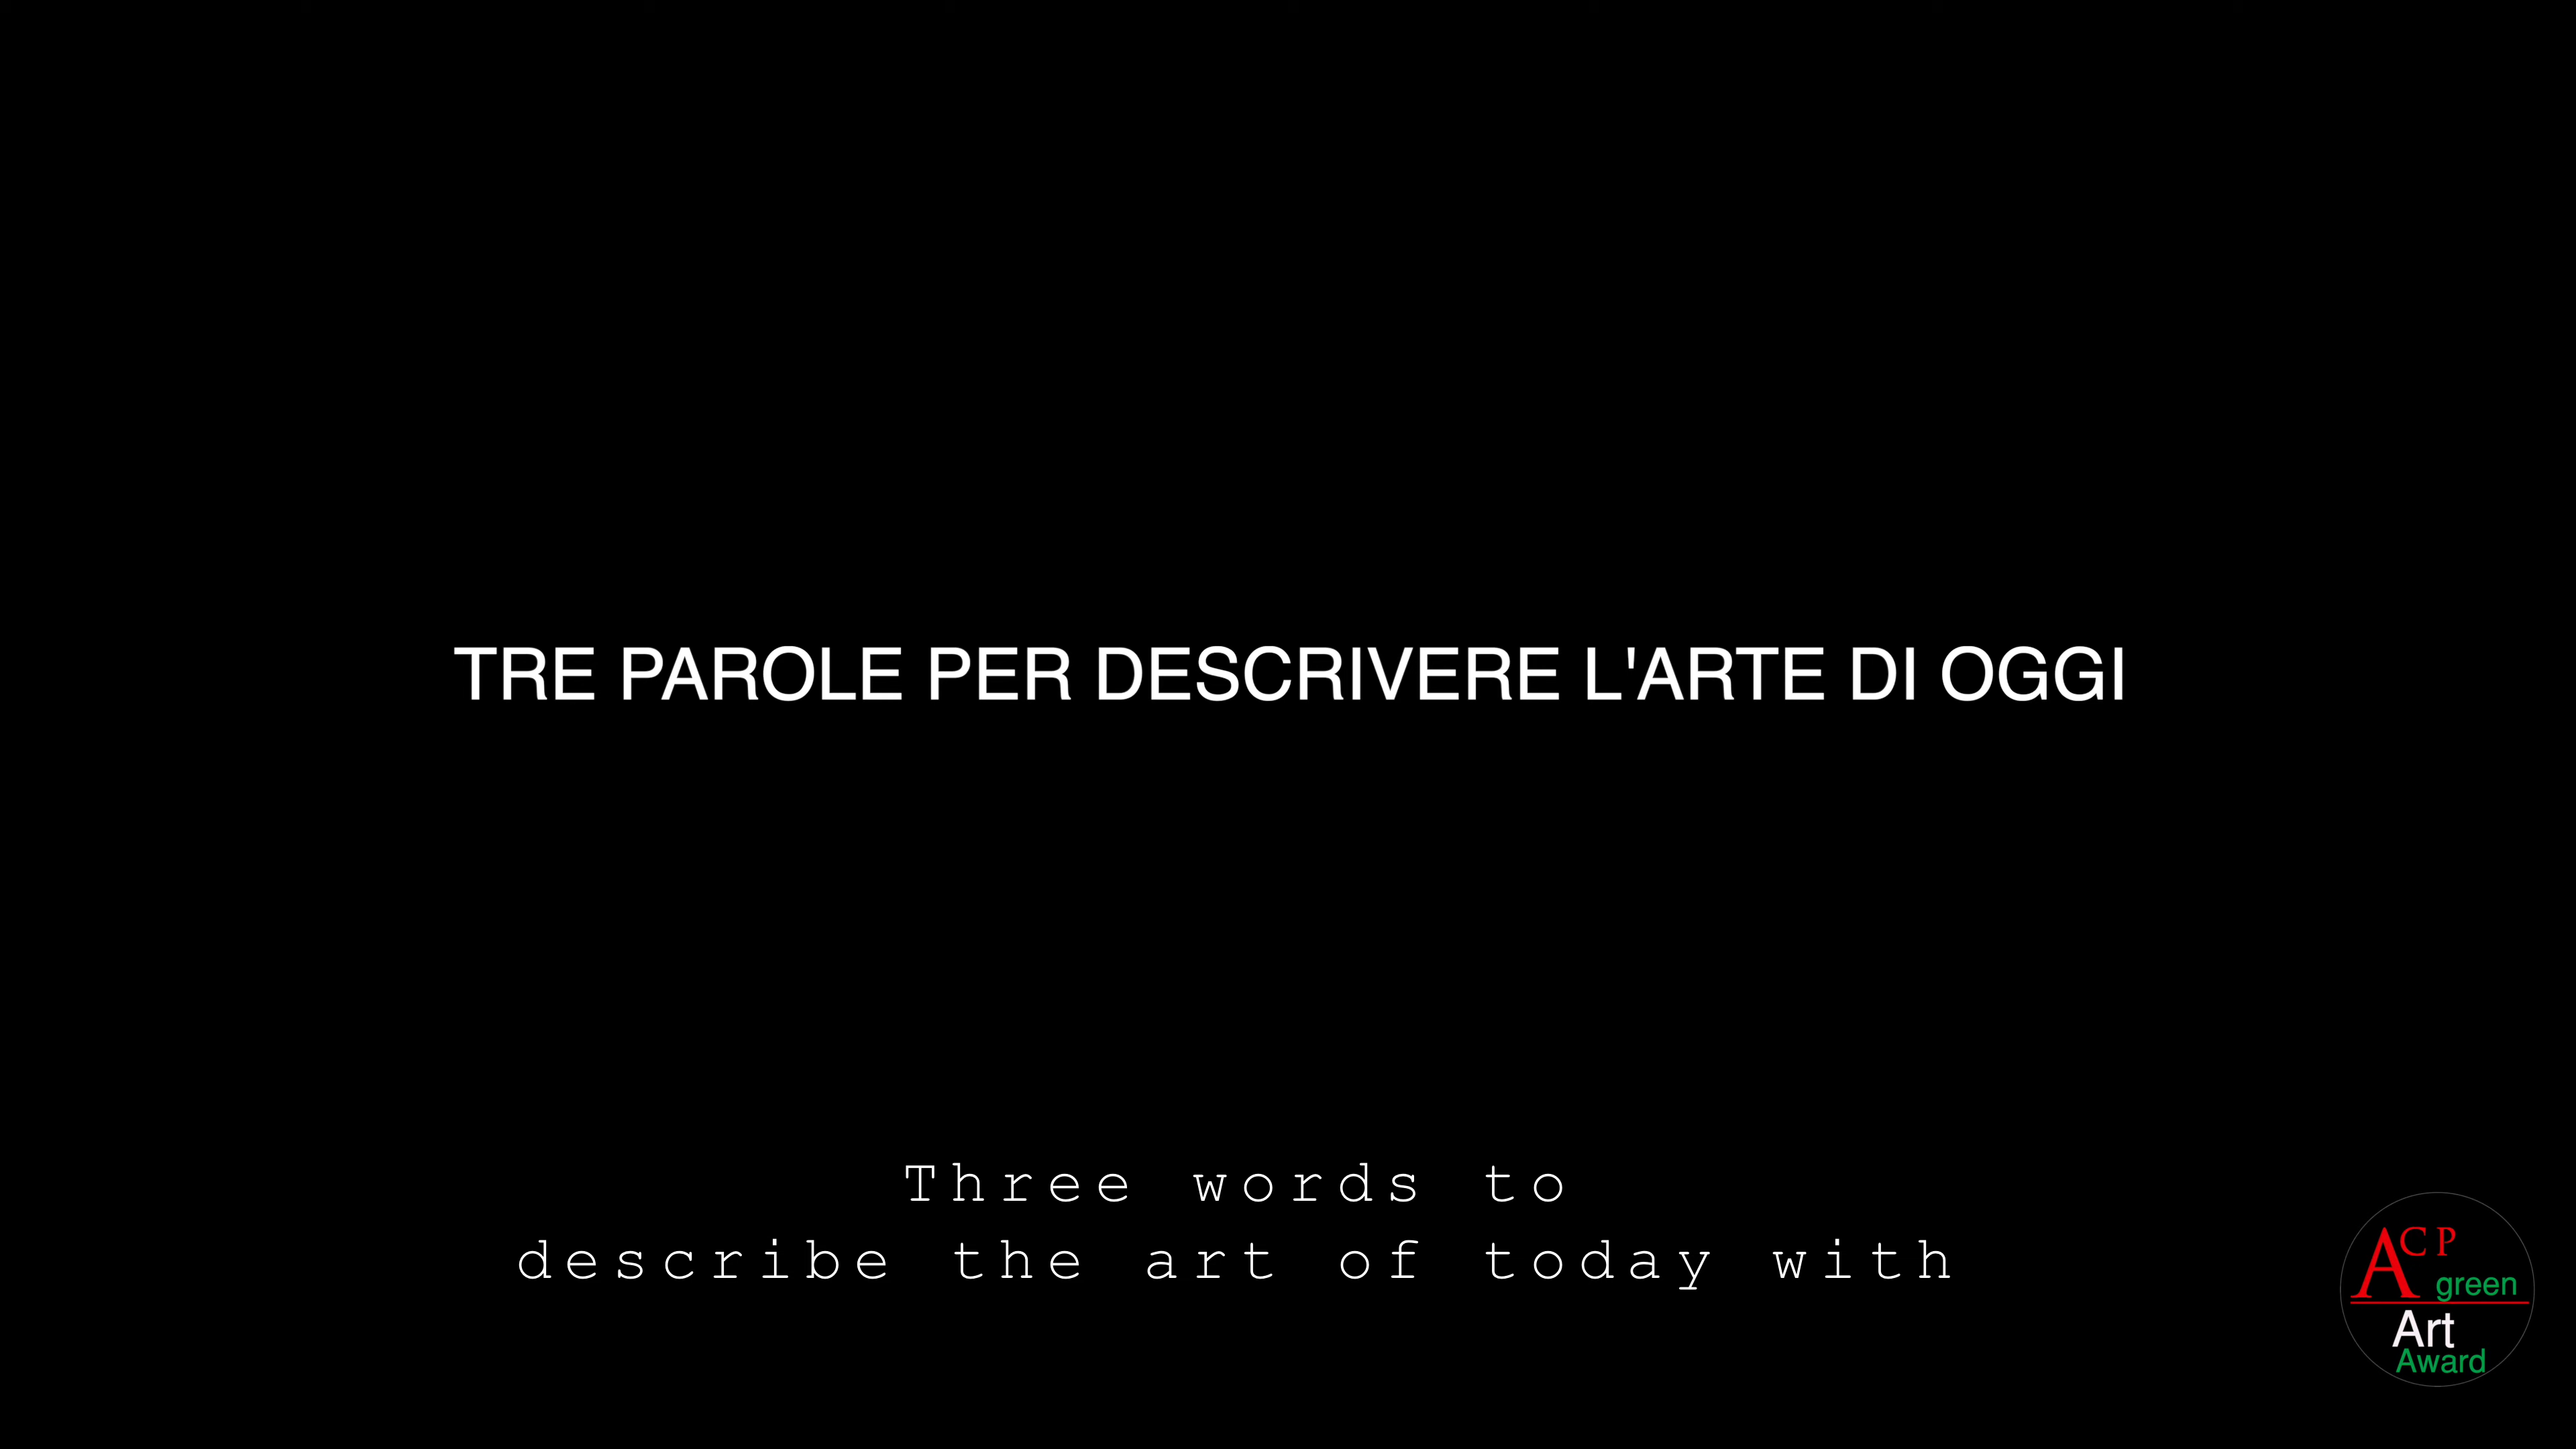 TRE PAROLE PER DESCRIVERE L'ARTE DI OGGI
Three words to
describe the art of today with
ACP
green
Art
Award